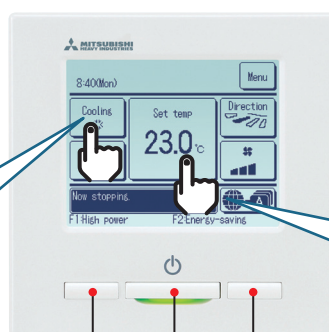 MITSUBISHI
HEAVY INDUSTRIES
8:40(Mon)
Menu
Cooling
Set temp
Direction
23.0°C
Now stopping.
F1:High power
F2:Energy-saving